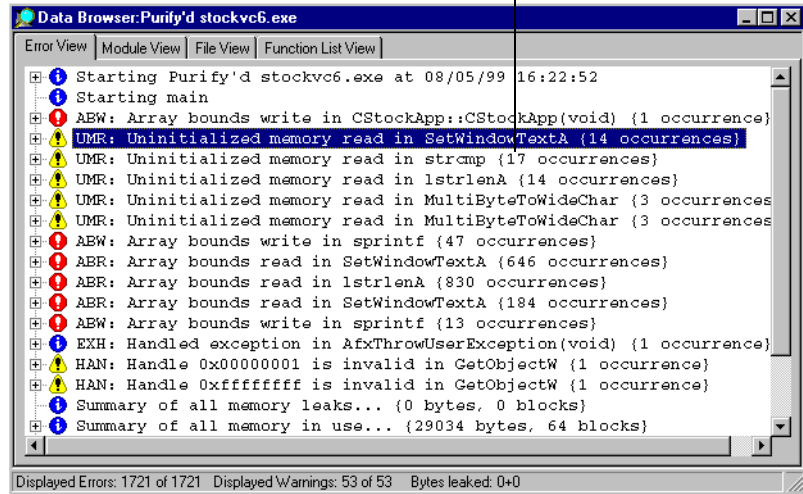 Data Browser:Purify'd stockvc6.exe
Error View Module View File View Function List View
Starting Purify'd stockvc6.exe at 08/05/99 16:22:52
Starting main
ABW: Array bounds write in CStockApp::CStockApp(void) {1 occurrence}
UMR: Uninitialized memory read in SetWindowTextA {14 occurrences}
UMR: Uninitialized memory read in strcmp {17 occurrences}
UMR: Uninitialized memory read in lstrlenA {14 occurrences}
UMR: Uninitialized memory read in MultiByteToWideChar {3 occurrences
UMR: Uninitialized memory read in MultiByteToWideChar {3 occurrences
ABW: Array bounds write in sprintf {47 occurrences}
ABR: Array bounds read in SetWindowTextA {646 occurrences}
ABR: Array bounds read in lstrlenA {830 occurrences}
ABR: Array bounds read in SetWindowTextA {184 occurrences}
ABW: Array bounds write in sprintf {13 occurrences}
EXH: Handled exception in AfxThrowUserException(void) {1 occurrence}
HAN: Handle 0x00000001 is invalid in GetObjectW {1 occurrence}
HAN: Handle 0xffffffff is invalid in GetObjectW {1 occurrence}
Summary of all memory leaks... {0 bytes, 0 blocks}
Summary of all memory in use... {29034 bytes, 64 blocks}
Displayed Errors: 1721 of 1721 Displayed Warnings: 53 of 53 Bytes leaked: 0+0